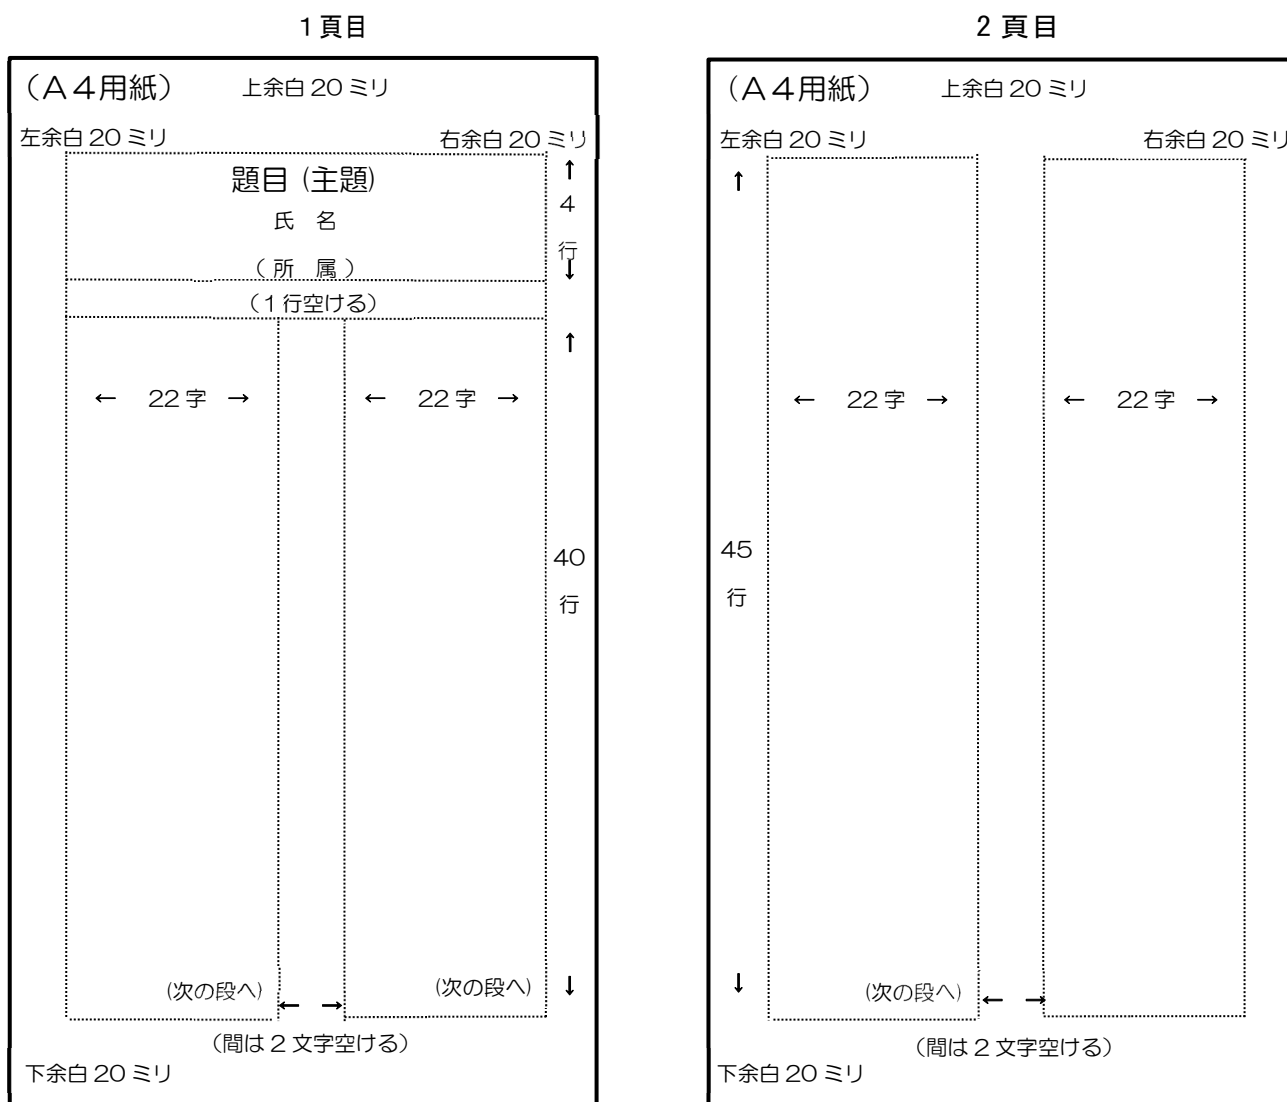 1頁目
(A4用紙) 上余白 20 ミリ
左余白 20 ミリ 右余白 20 ミリ
題目 (主題)
氏 名
(所 属)
↑
4
行
↓
(1 行空ける)
↑
← 22 字 → ← 22 字 →
40
行
(次の段へ) (次の段へ) ↓
← →
(間は 2 文字空ける)
下余白 20 ミリ
2 頁目
(A4用紙) 上余白 20 ミリ
左余白 20 ミリ 右余白 20 ミリ
↑
← 22 字 → ← 22 字 →
45
行
↓
(次の段へ) ← →
(間は 2 文字空ける)
下余白 20 ミリ